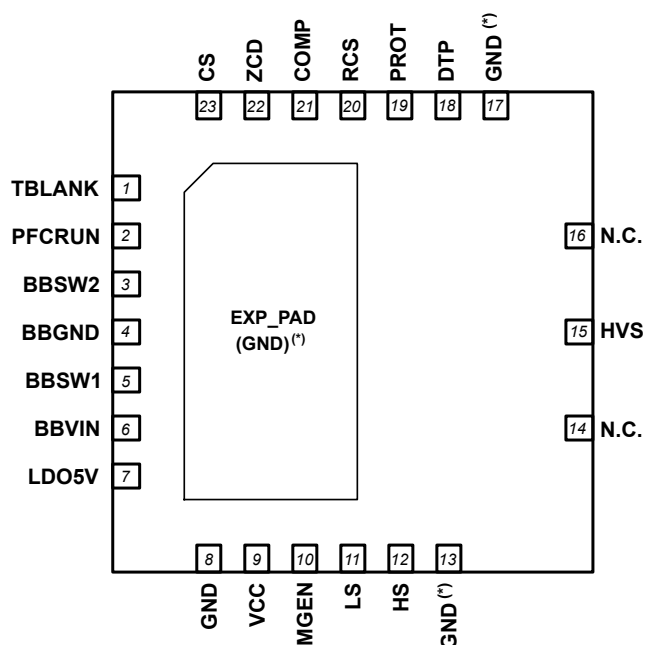 CS
ZCD
COMP
RCS
PROT
DTP
GND(*)
23
22
21
20
19
18
17
TBLANK 1
PFCRUN 2
BBSW2 3
BBGND 4
BBSW1 5
BBVIN 6
LDO5V 7
EXP_PAD
(GND)(*)
16 N.C.
15 HVS
14 N.C.
8
9
10
11
12
13
GND
VCC
MGEN
LS
HS
GND(*)